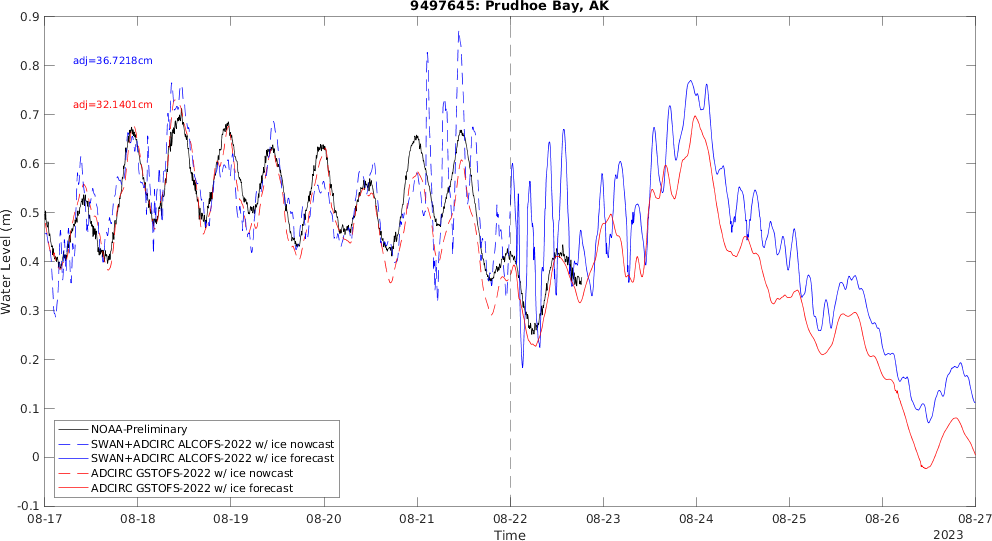 9497645: Prudhoe Bay, AK
0.9
0.8
0.7
0.6
0.5
0.4
0.3
0.2
0.1
0
-0.1
Water Level (m)
adj=36.7218cm
adj=32.1401cm
NOAA-Preliminary
SWAN+ADCIRC ALCOFS-2022 w/ ice nowcast
SWAN+ADCIRC ALCOFS-2022 w/ ice forecast
ADCIRC GSTOFS-2022 w/ ice nowcast
ADCIRC GSTOFS-2022 w/ ice forecast
08-17 08-18 08-19 08-20 08-21 08-22 08-23 08-24 08-25 08-26 08-27
Time
2023